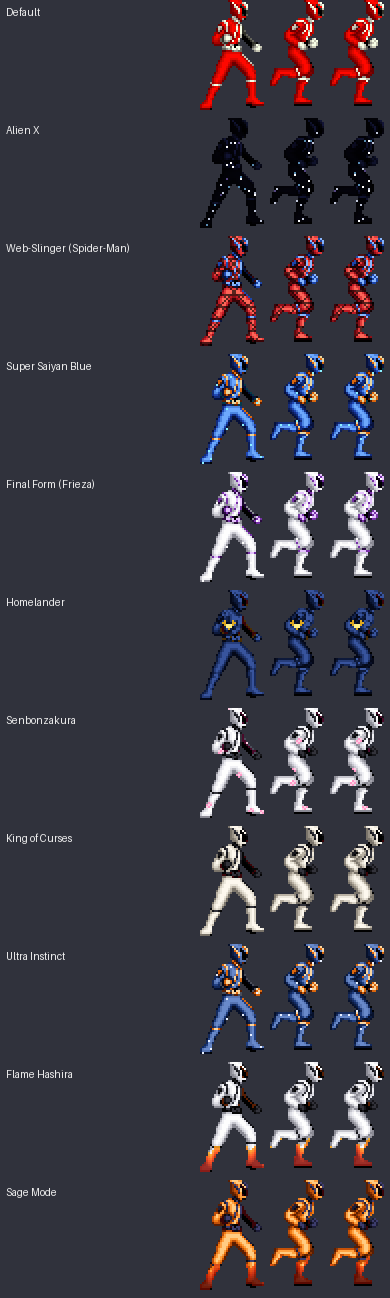 Default
Alien X
Web-Slinger (Spider-Man)
Super Saiyan Blue
Final Form (Frieza)
Homelander
Senbonzakura
King of Curses
Ultra Instinct
Flame Hashira
Sage Mode